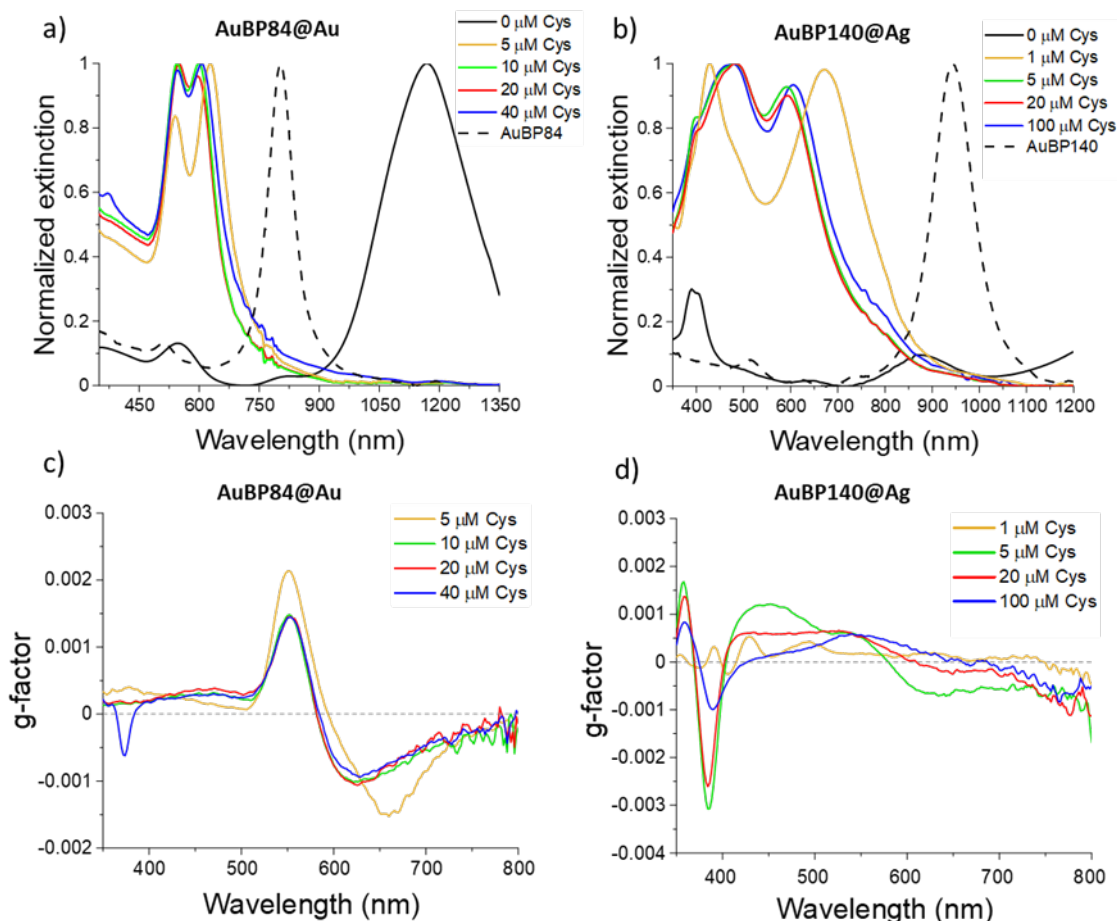 a)
AuBP84@Au
0 μM Cys
5 μM Cys
10 μM Cys
20 μM Cys
40 μM Cys
AuBP84
Normalized extinction
1
0.8
0.6
0.4
0.2
0
450 600 750 900 1050 1200 1350
Wavelength (nm)
b)
AuBP140@Ag
0 μM Cys
1 μM Cys
5 μM Cys
20 μM Cys
100 μM Cys
AuBP140
Normalized extinction
1
0.8
0.6
0.4
0.2
0
400 500 600 700 800 900 1000 1100 1200
Wavelength (nm)
c)
AuBP84@Au
5 μM Cys
10 μM Cys
20 μM Cys
40 μM Cys
g-factor
0.003
0.002
0.001
0
-0.001
-0.002
400 500 600 700 800
Wavelength (nm)
d)
AuBP140@Ag
1 μM Cys
5 μM Cys
20 μM Cys
100 μM Cys
g-factor
0.003
0.002
0.001
0
-0.001
-0.002
-0.003
-0.004
400 500 600 700 800
Wavelength (nm)